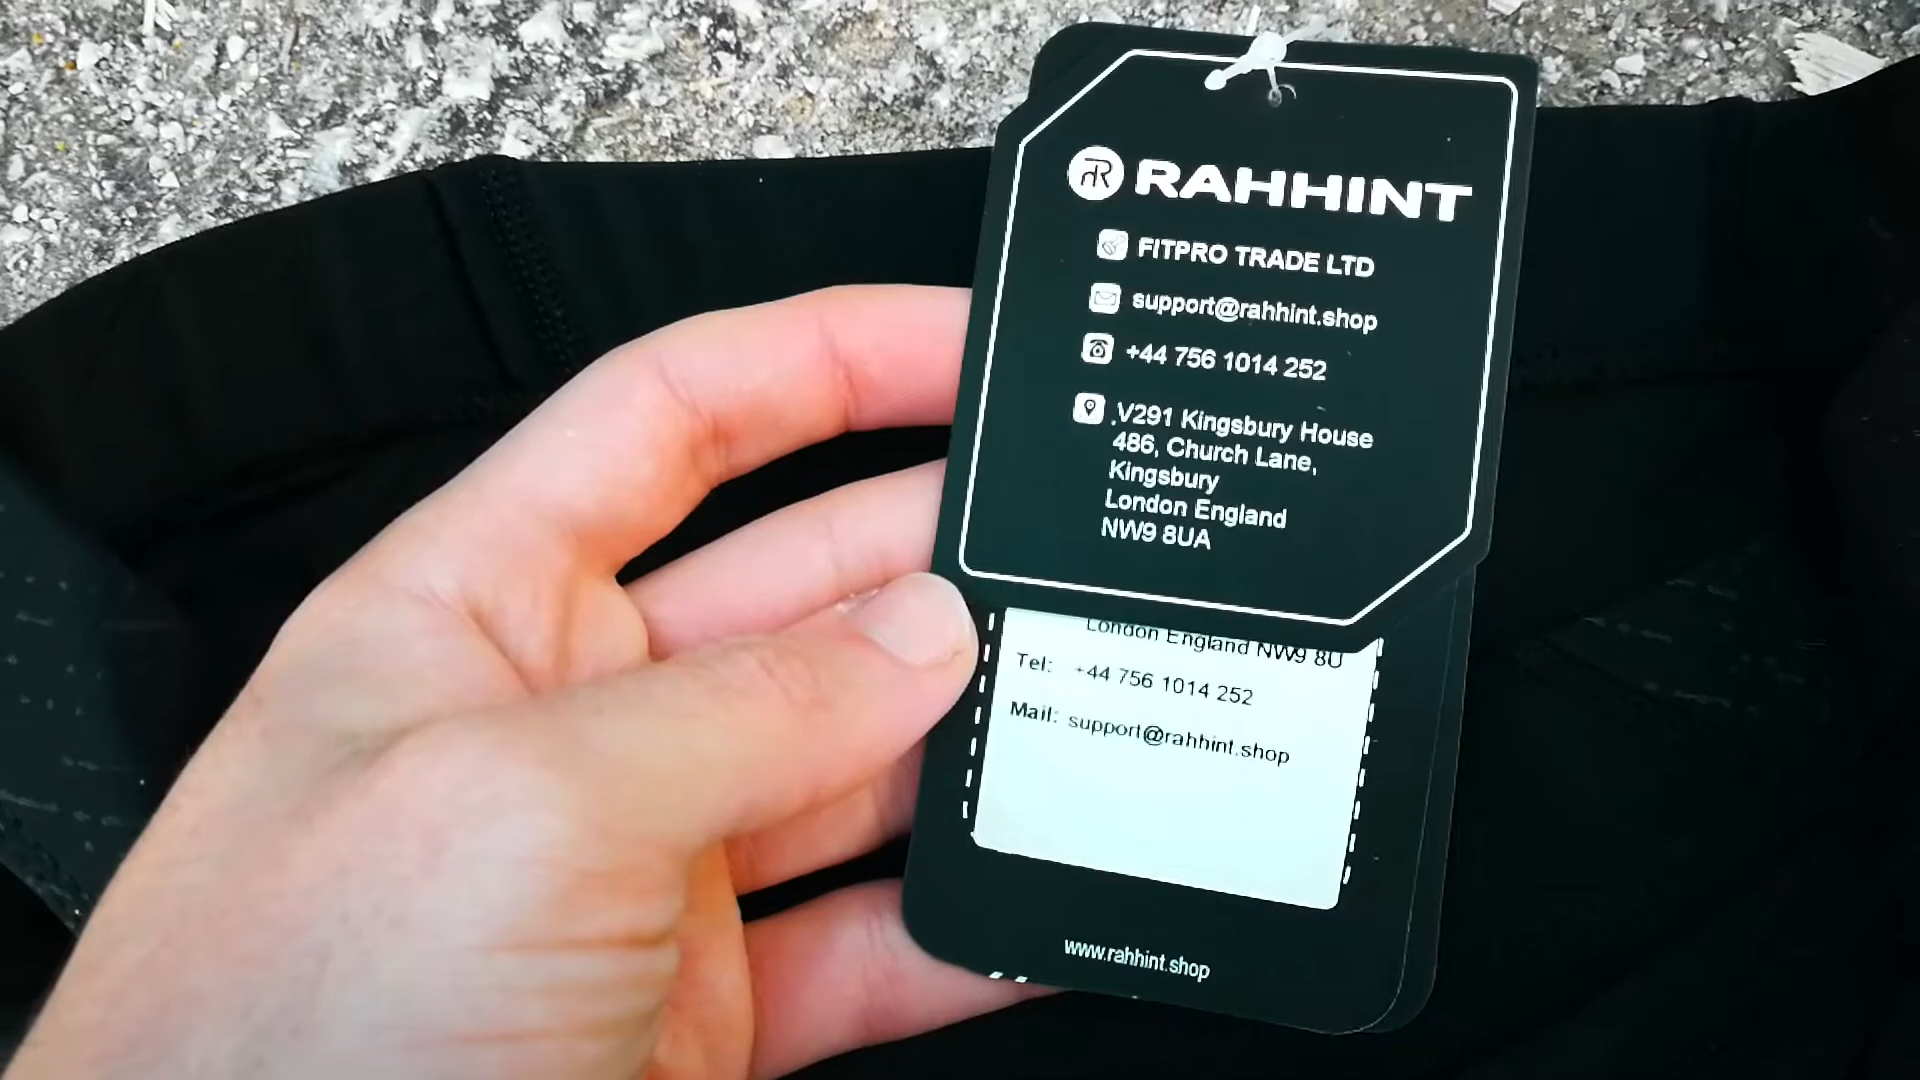 RAHHINT
FITPRO TRADE LTD
support@rahhint.shop
+44 756 1014 252
V291 Kingsbury House
486, Church Lane,
Kingsbury
London England
NW9 8UA
London England NW9 8U
Tel: +44 756 1014 252
Mail: support@rahhint.shop
www.rahhint.shop